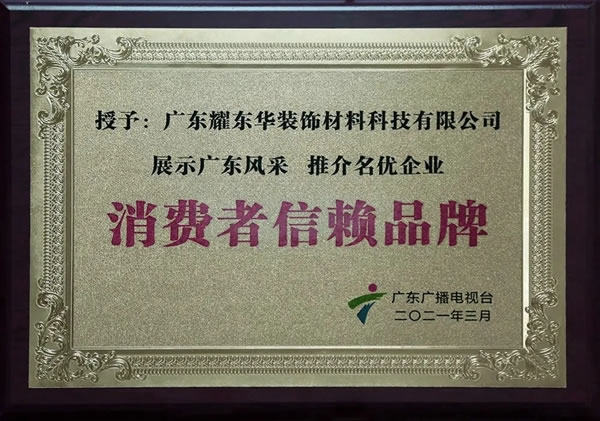 授予：广东耀东华装饰材料科技有限公司
展示广东风采 推介名优企业
消费者信赖品牌
广东广播电视台
二〇二一年三月